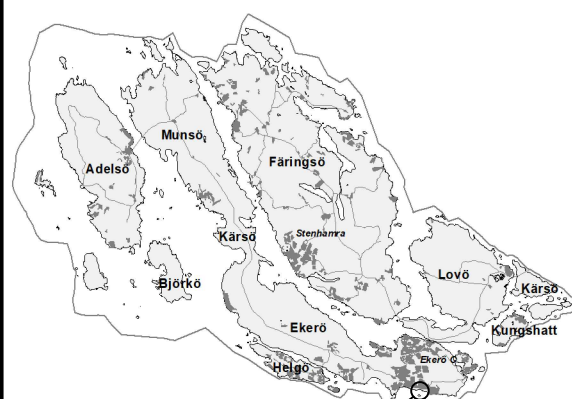 Munsö
Adelsö
Färingsö
Kärsö
Stenhamra
Björkö
Lovö
Kärsö
Kungshatt
Ekerö
Ekerö C
Helgö